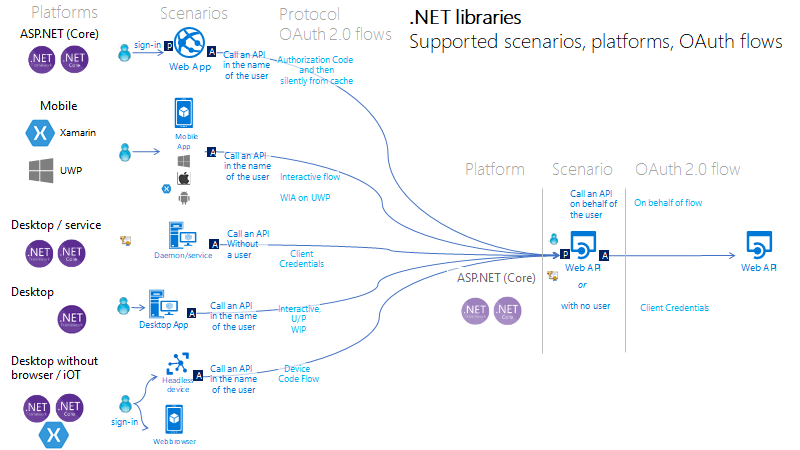 Platforms
Scenarios
Protocol
OAuth 2.0 flows
.NET libraries
Supported scenarios, platforms, OAuth flows
ASP.NET (Core)
.NET
.NET
Core
sign-in
P
A
Web App
Call an API
in the name
of the user
Authorization Code
and then
silently from cache
Mobile
Xamarin
UWP
Mobile
App
A
Call an API
in the name
of the user
Interactive flow
WIA on UWP
Platform
Scenario
OAuth 2.0 flow
Call an API
on behalf of
the user
On behalf of flow
P
A
Web API
Web API
or
with no user
Client Credentials
ASP.NET (Core)
.NET
.NET
Core
Desktop / service
.NET
.NET
Core
Daemon/service
A
Call an API
Without
a user
Client
Credentials
Desktop
.NET
Desktop App
A
Call an API
in the name
of the user
Interactive,
U/P
WIP
Desktop without
browser / iOT
.NET
.NET
Core
sign-in
Headless
device
A
Call an API
in the name
of the user
Device
Code Flow
Web browser